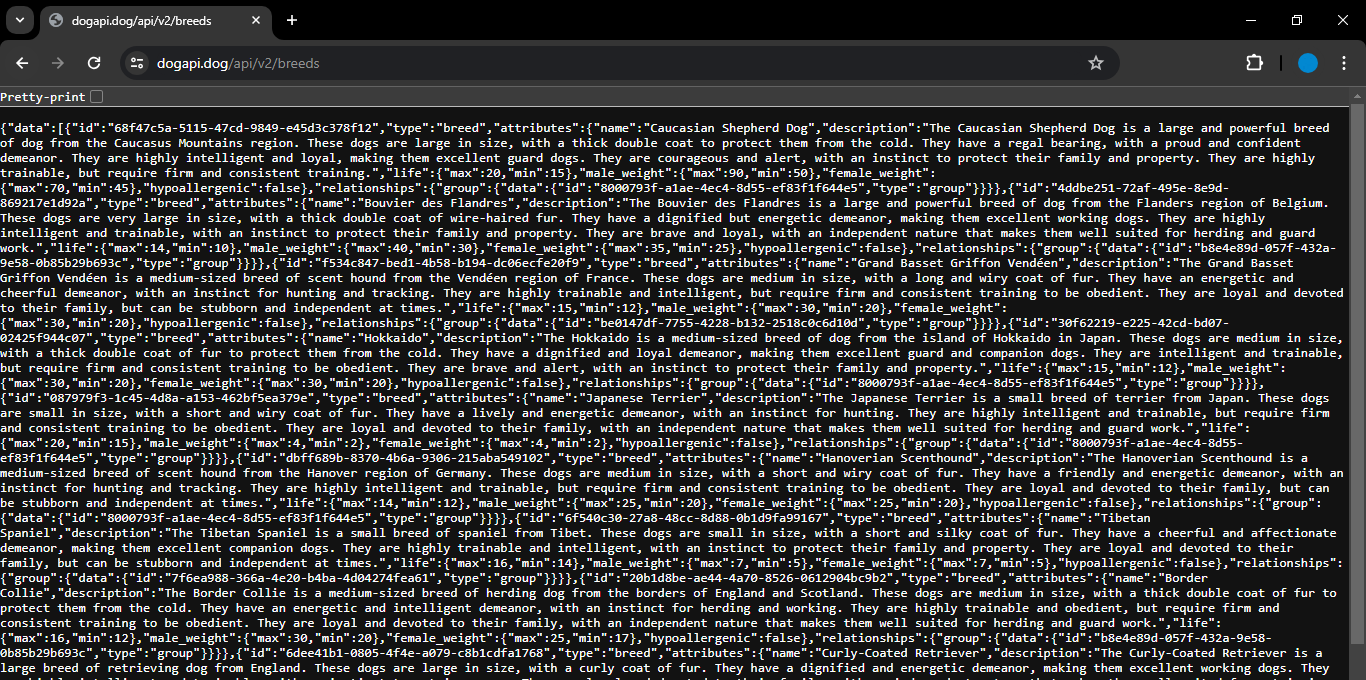 dogapi.dog/api/v2/breeds
dogapi.dog/api/v2/breeds
Pretty-print
{"data":[{"id":"68f47c5a-5115-47cd-9849-e45d3c378f12","type":"breed","attributes":{"name":"Caucasian Shepherd Dog","description":"The Caucasian Shepherd Dog is a large and powerful breed
of dog from the Caucasus Mountains region. These dogs are large in size, with a thick double coat to protect them from the cold. They have a regal bearing, with a proud and confident
demeanor. They are highly intelligent and loyal, making them excellent guard dogs. They are courageous and alert, with an instinct to protect their family and property. They are highly
trainable, but require firm and consistent training.","life":{"max":20,"min":15},"male_weight":{"max":90,"min":50},"female_weight":
{"max":70,"min":45},"hypoallergenic":false},"relationships":{"group":{"data":{"id":"8000793f-a1ae-4ec4-8d55-ef83f1f644e5","type":"group"}}}},{"id":"4ddbe251-72af-495e-8e9d-
869217e1d92a","type":"breed","attributes":{"name":"Bouvier des Flandres","description":"The Bouvier des Flandres is a large and powerful breed of dog from the Flanders region of Belgium.
These dogs are very large in size, with a thick double coat of wire-haired fur. They have a dignified but energetic demeanor, making them excellent working dogs. They are highly
intelligent and trainable, with an instinct to protect their family and property. They are brave and loyal, with an independent nature that makes them well suited for herding and guard
work.","life":{"max":14,"min":10},"male_weight":{"max":40,"min":30},"female_weight":{"max":35,"min":25},"hypoallergenic":false},"relationships":{"group":{"data":{"id":"b8e4e89d-057f-432a-
9e58-0b85b29b693c","type":"group"}}}},{"id":"f534c847-bed1-4b58-b194-dc06ecfe20f9","type":"breed","attributes":{"name":"Grand Basset Griffon Vendéen","description":"The Grand Basset
Griffon Vendéen is a medium-sized breed of scent hound from the Vendéen region of France. These dogs are medium in size, with a long and wiry coat of fur. They have an energetic and
cheerful demeanor, with an instinct for hunting and tracking. They are highly trainable and intelligent, but require firm and consistent training to be obedient. They are loyal and devoted
to their family, but can be stubborn and independent at times.","life":{"max":15,"min":12},"male_weight":{"max":30,"min":20},"female_weight":
{"max":30,"min":20},"hypoallergenic":false},"relationships":{"group":{"data":{"id":"be0147df-7755-4228-b132-2518c0c6d10d","type":"group"}}}},{"id":"30f62219-e225-42cd-bd07-
02425f944c07","type":"breed","attributes":{"name":"Hokkaido","description":"The Hokkaido is a medium-sized breed of dog from the island of Hokkaido in Japan. These dogs are medium in size,
with a thick double coat of fur to protect them from the cold. They have a dignified and loyal demeanor, making them excellent guard and companion dogs. They are intelligent and trainable,
but require firm and consistent training to be obedient. They are brave and alert, with an instinct to protect their family and property.","life":{"max":15,"min":12},"male_weight":
{"max":30,"min":20},"female_weight":{"max":30,"min":20},"hypoallergenic":false},"relationships":{"group":{"data":{"id":"8000793f-a1ae-4ec4-8d55-ef83f1f644e5","type":"group"}}}},
{"id":"087979f3-1c45-4d8a-a153-462bf5ea379e","type":"breed","attributes":{"name":"Japanese Terrier","description":"The Japanese Terrier is a small breed of terrier from Japan. These dogs
are small in size, with a short and wiry coat of fur. They have a lively and energetic demeanor, with an instinct for hunting. They are highly intelligent and trainable, but require firm
and consistent training to be obedient. They are loyal and devoted to their family, with an independent nature that makes them well suited for herding and guard work.","life":
{"max":20,"min":15},"male_weight":{"max":4,"min":2},"female_weight":{"max":4,"min":2},"hypoallergenic":false},"relationships":{"group":{"data":{"id":"8000793f-a1ae-4ec4-8d55-
ef83f1f644e5","type":"group"}}}},{"id":"dbff689b-8370-4b6a-9306-215aba549102","type":"breed","attributes":{"name":"Hanoverian Scenthound","description":"The Hanoverian Scenthound is a
medium-sized breed of scent hound from the Hanover region of Germany. These dogs are medium in size, with a short and wiry coat of fur. They have a friendly and energetic demeanor, with an
instinct for hunting and tracking. They are highly intelligent and trainable, but require firm and consistent training to be obedient. They are loyal and devoted to their family, but can
be stubborn and independent at times.","life":{"max":14,"min":12},"male_weight":{"max":25,"min":20},"female_weight":{"max":25,"min":20},"hypoallergenic":false},"relationships":{"group":
{"data":{"id":"8000793f-a1ae-4ec4-8d55-ef83f1f644e5","type":"group"}}}},{"id":"6f540c30-27a8-48cc-8d88-0b1d9fa99167","type":"breed","attributes":{"name":"Tibetan
Spaniel","description":"The Tibetan Spaniel is a small breed of spaniel from Tibet. These dogs are small in size, with a short and silky coat of fur. They have a cheerful and affectionate
demeanor, making them excellent companion dogs. They are highly trainable and intelligent, with an instinct to protect their family and property. They are loyal and devoted to their
family, but can be stubborn and independent at times.","life":{"max":16,"min":14},"male_weight":{"max":7,"min":5},"female_weight":{"max":7,"min":5},"hypoallergenic":false},"relationships":
{"group":{"data":{"id":"7f6ea988-366a-4e20-b4ba-4d04274fea61","type":"group"}}}},{"id":"20b1d8be-ae44-4a70-8526-0612904bc9b2","type":"breed","attributes":{"name":"Border
Collie","description":"The Border Collie is a medium-sized breed of herding dog from the borders of England and Scotland. These dogs are medium in size, with a thick double coat of fur to
protect them from the cold. They have an energetic and intelligent demeanor, with an instinct for herding and working. They are highly trainable and obedient, but require firm and
consistent training to be obedient. They are loyal and devoted to their family, with an independent nature that makes them well suited for herding and guard work.","life":
{"max":16,"min":12},"male_weight":{"max":30,"min":20},"female_weight":{"max":25,"min":17},"hypoallergenic":false},"relationships":{"group":{"data":{"id":"b8e4e89d-057f-432a-9e58-
0b85b29b693c","type":"group"}}}},{"id":"6dee41b1-0805-4f4e-a079-c8b1cdfa1768","type":"breed","attributes":{"name":"Curly-Coated Retriever","description":"The Curly-Coated Retriever is a
large breed of retrieving dog from England. These dogs are large in size, with a curly coat of fur. They have a dignified and energetic demeanor, making them excellent working dogs. They